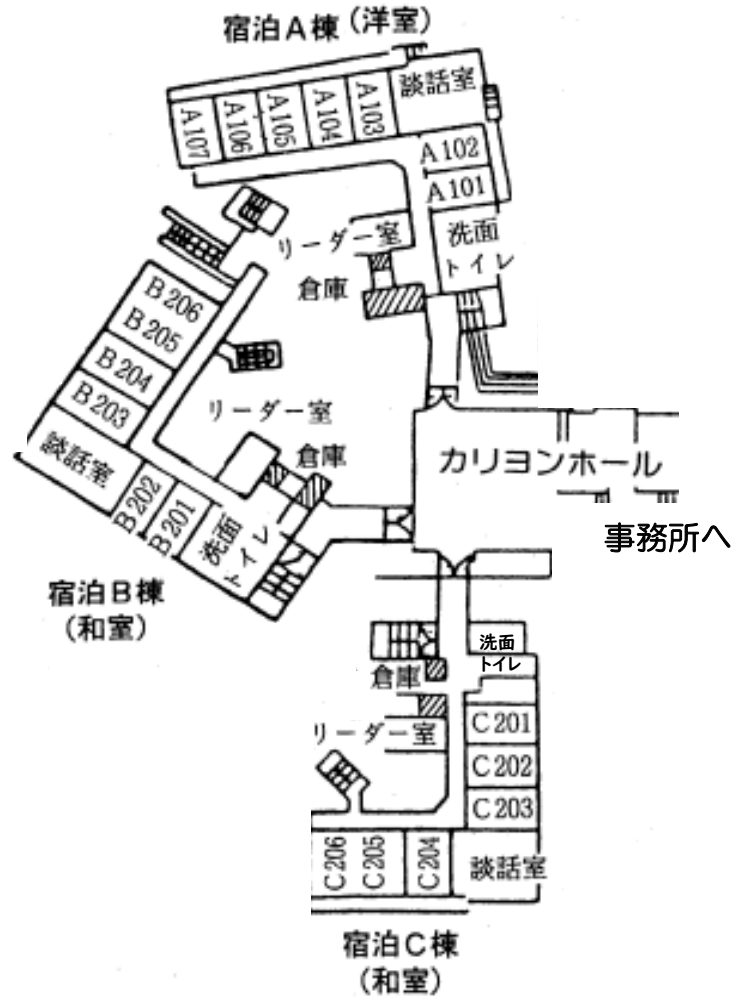 宿泊A棟(洋室)
談話室
A107
A106
A105
A104
A103
A102
A101
リーダー室
洗面
トイレ
倉庫
B206
B205
B204
B203
リーダー室
談話室
B202
B201
倉庫
洗面
トイレ
カリヨンホール
事務所へ
宿泊B棟
(和室)
洗面
トイレ
倉庫
リーダー室
C201
C202
C203
C206
C205
C204
談話室
宿泊C棟
(和室)